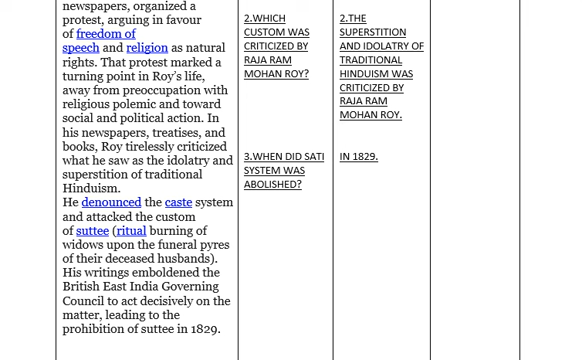 newspapers, organized a
protest, arguing in favour
of freedom of
speech and religion as natural
rights. That protest marked a
turning point in Roy's life,
away from preoccupation with
religious polemic and toward
social and political action. In
his newspapers, treatises, and
books, Roy tirelessly criticized
what he saw as the idolatry and
superstition of traditional
Hinduism.
He denounced the caste system
and attacked the custom
of suttee (ritual burning of
widows upon the funeral pyres
of their deceased husbands).
His writings emboldened the
British East India Governing
Council to act decisively on the
matter, leading to the
prohibition of suttee in 1829.
2.WHICH
CUSTOM WAS
CRITICIZED BY
RAJA RAM
MOHAN ROY?
3.WHEN DID SATI
SYSTEM WAS
ABOLISHED?
2.THE
SUPERSTITION
AND IDOLATRY OF
TRADITIONAL
HINDUISM WAS
CRITICIZED BY
RAJA RAM
MOHAN ROY.
IN 1829.